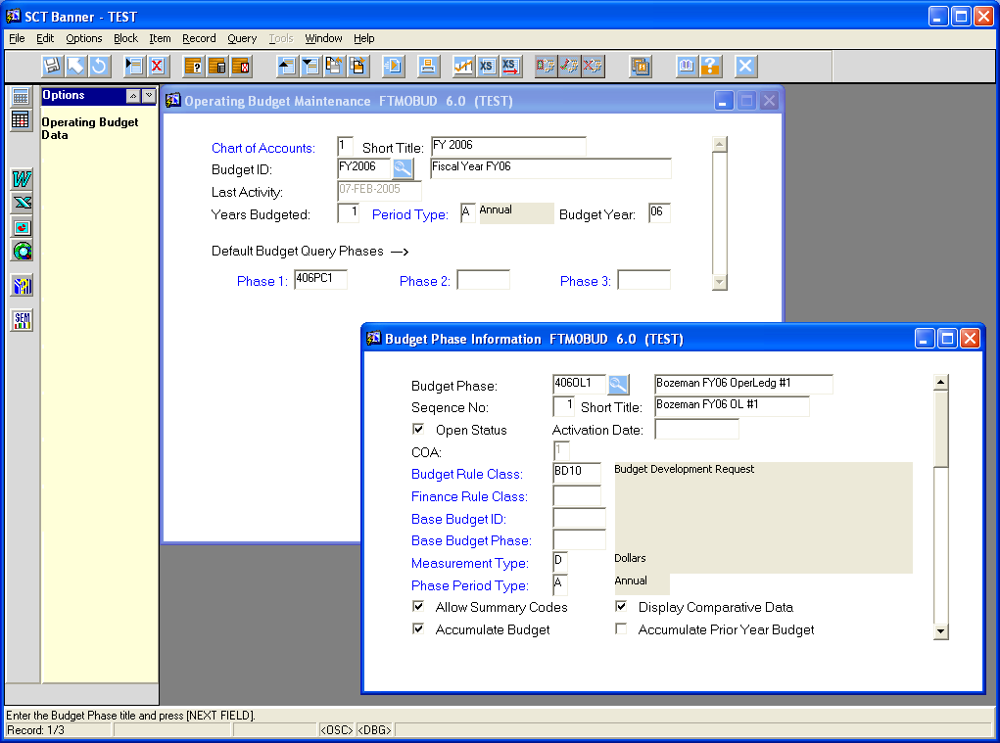 SCT Banner - TEST
File Edit Options Block Item Record Query Tools Window Help
Options
Operating Budget
Data
Operating Budget Maintenance FTMOBUD 6.0 (TEST)
Chart of Accounts: 1 Short Title: FY 2006
Budget ID: FY2006 Fiscal Year FY06
Last Activity: 07-FEB-2005
Years Budgeted: 1 Period Type: A Annual Budget Year: 06
Default Budget Query Phases -->
Phase 1: 406PC1 Phase 2: Phase 3:
Budget Phase Information FTMOBUD 6.0 (TEST)
Budget Phase: 406OL1 Bozeman FY06 OperLedg #1
Seqence No: 1 Short Title: Bozeman FY06 OL #1
Open Status Activation Date:
COA: 1
Budget Rule Class: BD10 Budget Development Request
Finance Rule Class:
Base Budget ID:
Base Budget Phase:
Measurement Type: D Dollars
Phase Period Type: A Annual
Allow Summary Codes Display Comparative Data
Accumulate Budget Accumulate Prior Year Budget
Enter the Budget Phase title and press [NEXT FIELD].
Record: 1/3 <OSC> <DBG>
XS XS
W
X
SEM